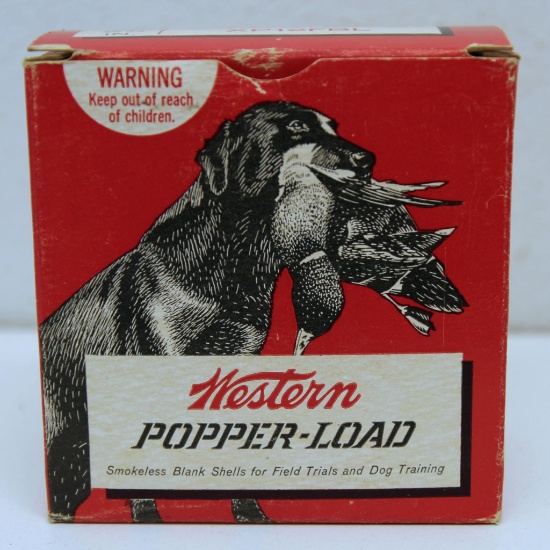 WARNING
Keep out of reach
of children.
Western
POPPER-LOAD
Smokeless Blank Shells for Field Trials and Dog Training